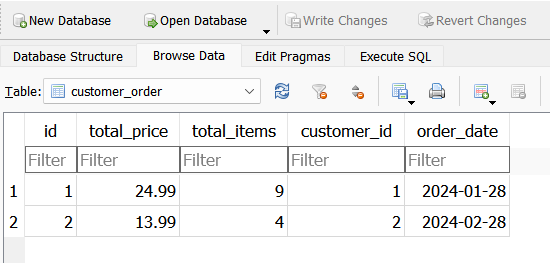 New Database Open Database Write Changes Revert Changes
Database Structure Browse Data Edit Pragmas Execute SQL
Table: customer_order
id total_price total_items customer_id order_date
Filter Filter Filter Filter Filter
1 1 24.99 9 1 2024-01-28
2 2 13.99 4 2 2024-02-28